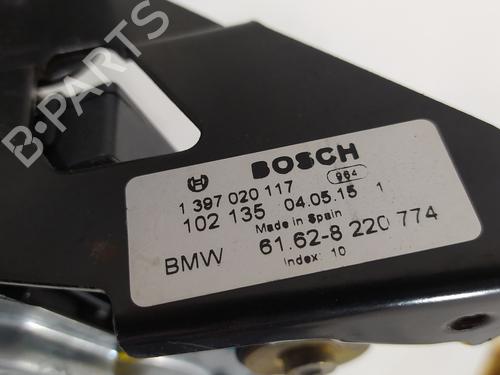 B-PARTS
BOSCH
1 397 020 117 984
102 135 04.05.15 1
Made in Spain
BMW 61.62-8 220 774
Index: 10